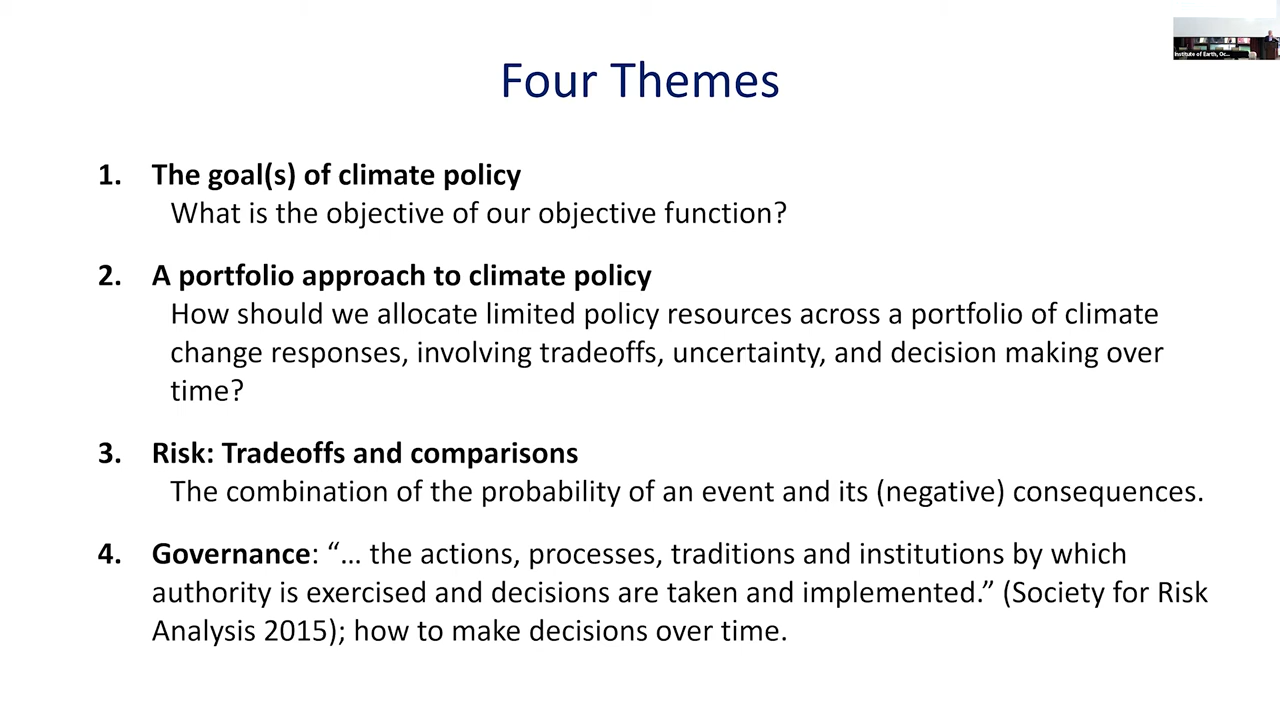 Institute of Earth, Oc...
Four Themes
1. The goal(s) of climate policy
What is the objective of our objective function?
2. A portfolio approach to climate policy
How should we allocate limited policy resources across a portfolio of climate
change responses, involving tradeoffs, uncertainty, and decision making over
time?
3. Risk: Tradeoffs and comparisons
The combination of the probability of an event and its (negative) consequences.
4. Governance: “… the actions, processes, traditions and institutions by which
authority is exercised and decisions are taken and implemented.” (Society for Risk
Analysis 2015); how to make decisions over time.